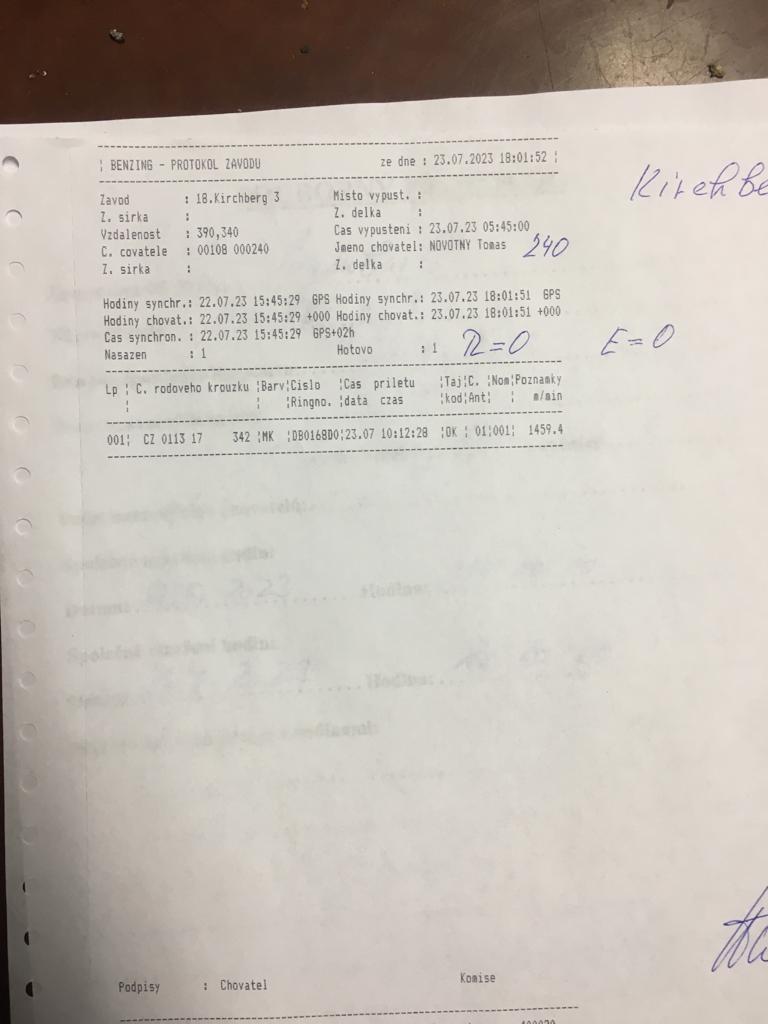 ¦ BENZING - PROTOKOL ZAVODU ze dne : 23.07.2023 18:01:52 ¦
Zavod : 18.Kirchberg 3 Misto vypust. :
Z. sirka : Z. delka :
Vzdalenost : 390,340 Cas vypusteni : 23.07.23 05:45:00
C. covatele : 00108 000240 Jmeno chovatel: NOVOTNY Tomas 240
Z. sirka : Z. delka :
Hodiny synchr.: 22.07.23 15:45:29 GPS Hodiny synchr.: 23.07.23 18:01:51 GPS
Hodiny chovat.: 22.07.23 15:45:29 +000 Hodiny chovat.: 23.07.23 18:01:51 +000
Cas synchron. : 22.07.23 15:45:29 GPS+02h
Nasazen : 1 Hotovo : 1 R=0 E=0
Lp ¦ C. rodoveho krouzku ¦Barv¦Cislo ¦Cas priletu ¦Taj¦C. ¦Nom¦Poznamky
¦ ¦ ¦Ringno. ¦data czas ¦kod¦Ant¦ ¦ m/min
001¦ CZ 0113 17 342 ¦MK ¦DB0168D0¦23.07 10:12:28 ¦OK ¦ 01¦001¦ 1459.4
Podpisy : Chovatel Komise